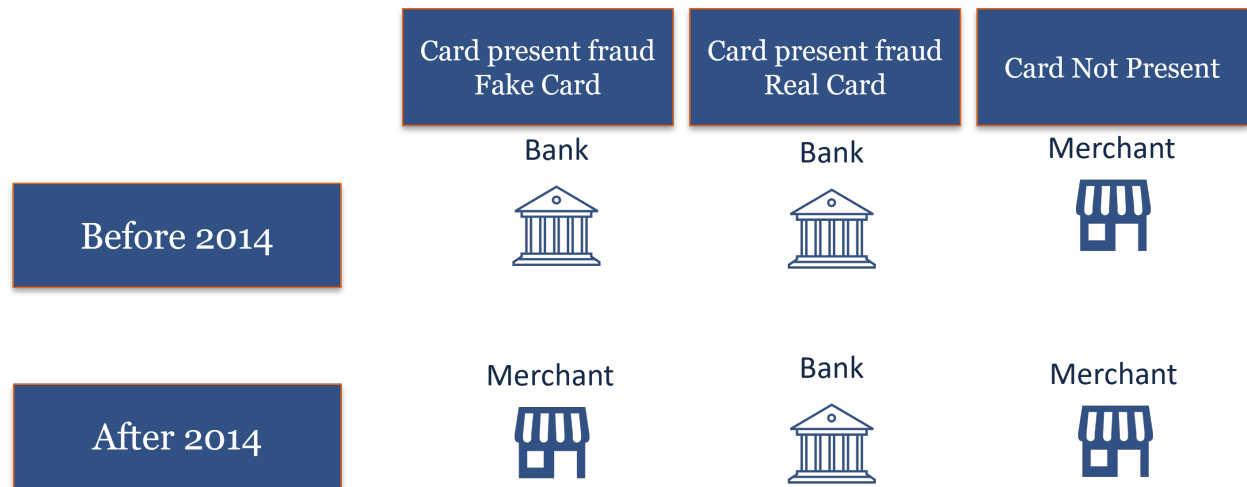 Card present fraud
Fake Card
Card present fraud
Real Card
Card Not Present
Before 2014
Bank
Bank
Merchant
After 2014
Merchant
Bank
Merchant